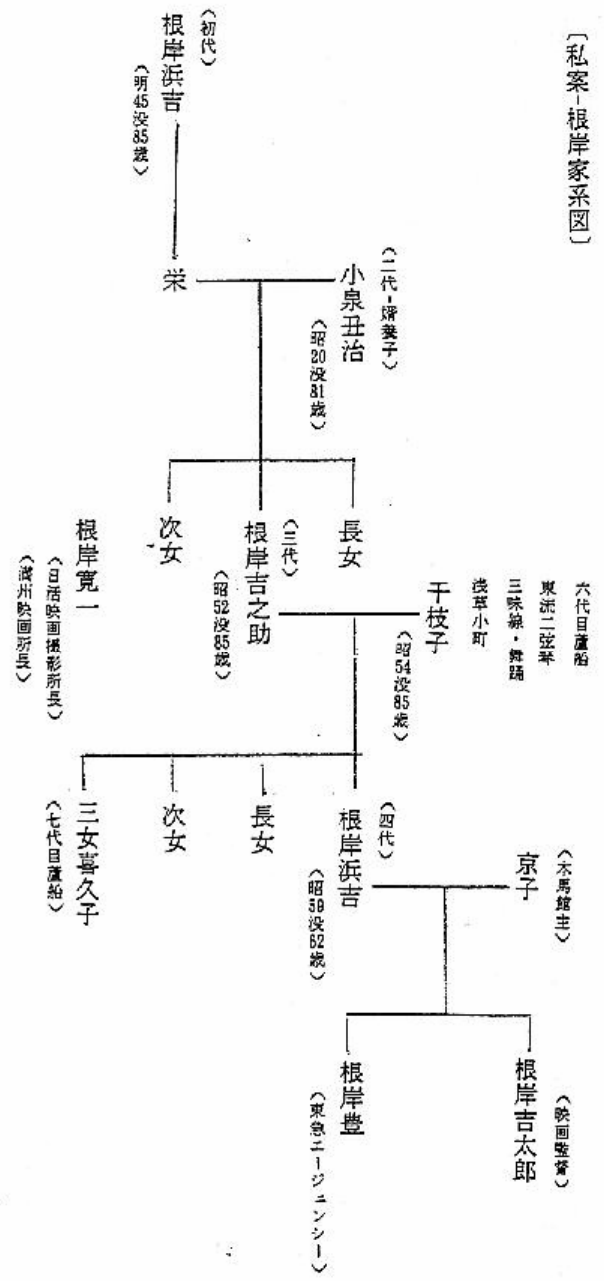 〔私案-根岸家系図〕
〈初代〉
根岸浜吉
〈明45没85歳〉
栄
〈二代-婿養子〉
小泉丑治
〈昭20没81歳〉
長女
〈三代〉
根岸吉之助
〈昭52没85歳〉
次女
根岸寛一
〈日活映画撮影所長〉
〈満州映画所長〉
六代目蘆船
東流二弦琴
三味線・舞踊
浅草小町
千枝子
〈昭54没85歳〉
〈四代〉
根岸浜吉
〈昭59没62歳〉
長女
次女
三女喜久子
〈七代目蘆船〉
〈木馬館主〉
京子
〈映画監督〉
根岸吉太郎
根岸豊
〈東急エージェンシー〉